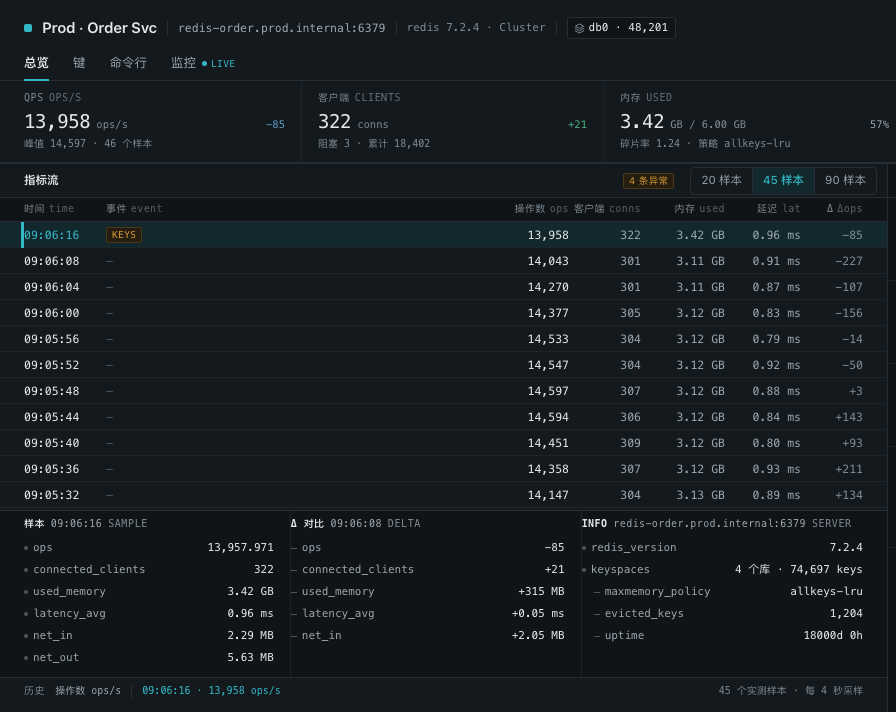 Prod · Order Svc redis-order.prod.internal:6379 redis 7.2.4 · Cluster db0 · 48,201
总览 键 命令行 监控 LIVE
QPS OPS/S 客户端 CLIENTS 内存 USED
13,958 ops/s −85 322 conns +21 3.42 GB / 6.00 GB 57%
峰值 14,597 · 46 个样本 阻塞 3 · 累计 18,402 碎片率 1.24 · 策略 allkeys-lru
指标流 4 条异常 20 样本 45 样本 90 样本
时间 time 事件 event 操作数 ops 客户端 conns 内存 used 延迟 lat Δ Δops
09:06:16 KEYS 13,958 322 3.42 GB 0.96 ms −85
09:06:08 — 14,043 301 3.11 GB 0.91 ms −227
09:06:04 — 14,270 301 3.11 GB 0.87 ms −107
09:06:00 — 14,377 305 3.12 GB 0.83 ms −156
09:05:56 — 14,533 304 3.12 GB 0.79 ms −14
09:05:52 — 14,547 304 3.12 GB 0.92 ms −50
09:05:48 — 14,597 307 3.12 GB 0.88 ms +3
09:05:44 — 14,594 306 3.12 GB 0.84 ms +143
09:05:40 — 14,451 309 3.12 GB 0.80 ms +93
09:05:36 — 14,358 307 3.12 GB 0.93 ms +211
09:05:32 — 14,147 304 3.13 GB 0.89 ms +134
样本 09:06:16 SAMPLE
ops 13,957.971
connected_clients 322
used_memory 3.42 GB
latency_avg 0.96 ms
net_in 2.29 MB
net_out 5.63 MB
Δ 对比 09:06:08 DELTA
— ops −85
— connected_clients +21
— used_memory +315 MB
— latency_avg +0.05 ms
— net_in +2.05 MB
INFO redis-order.prod.internal:6379 SERVER
redis_version 7.2.4
keyspaces 4 个库 · 74,697 keys
— maxmemory_policy allkeys-lru
— evicted_keys 1,204
— uptime 18000d 0h
历史 操作数 ops/s 09:06:16 · 13,958 ops/s 45 个实测样本 · 每 4 秒采样